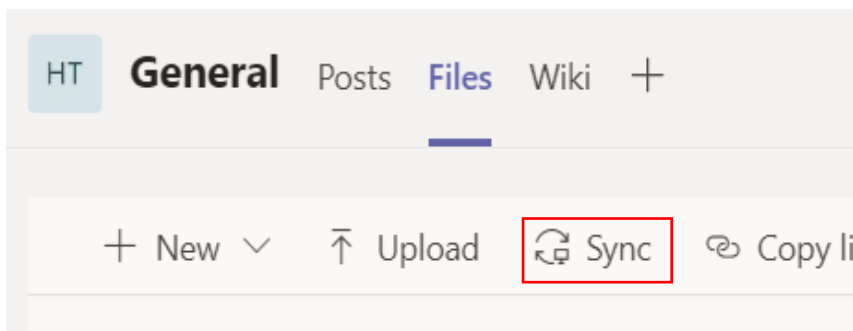 HT General Posts Files Wiki +
+ New Upload Sync Copy li